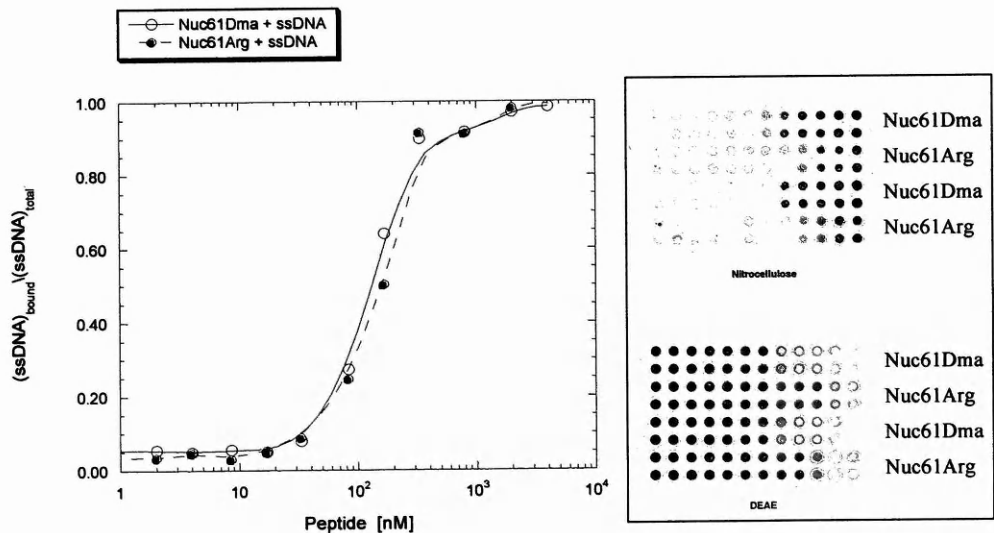 Nuc61Dma + ssDNA
Nuc61Arg + ssDNA
1.00
0.80
0.60
0.40
0.20
0.00
(ssDNA)bound\(ssDNA)total
1
10
10²
10³
10⁴
Peptide [nM]
Nuc61Dma
Nuc61Arg
Nuc61Dma
Nuc61Arg
Nitrocellulose
Nuc61Dma
Nuc61Arg
Nuc61Dma
Nuc61Arg
DEAE